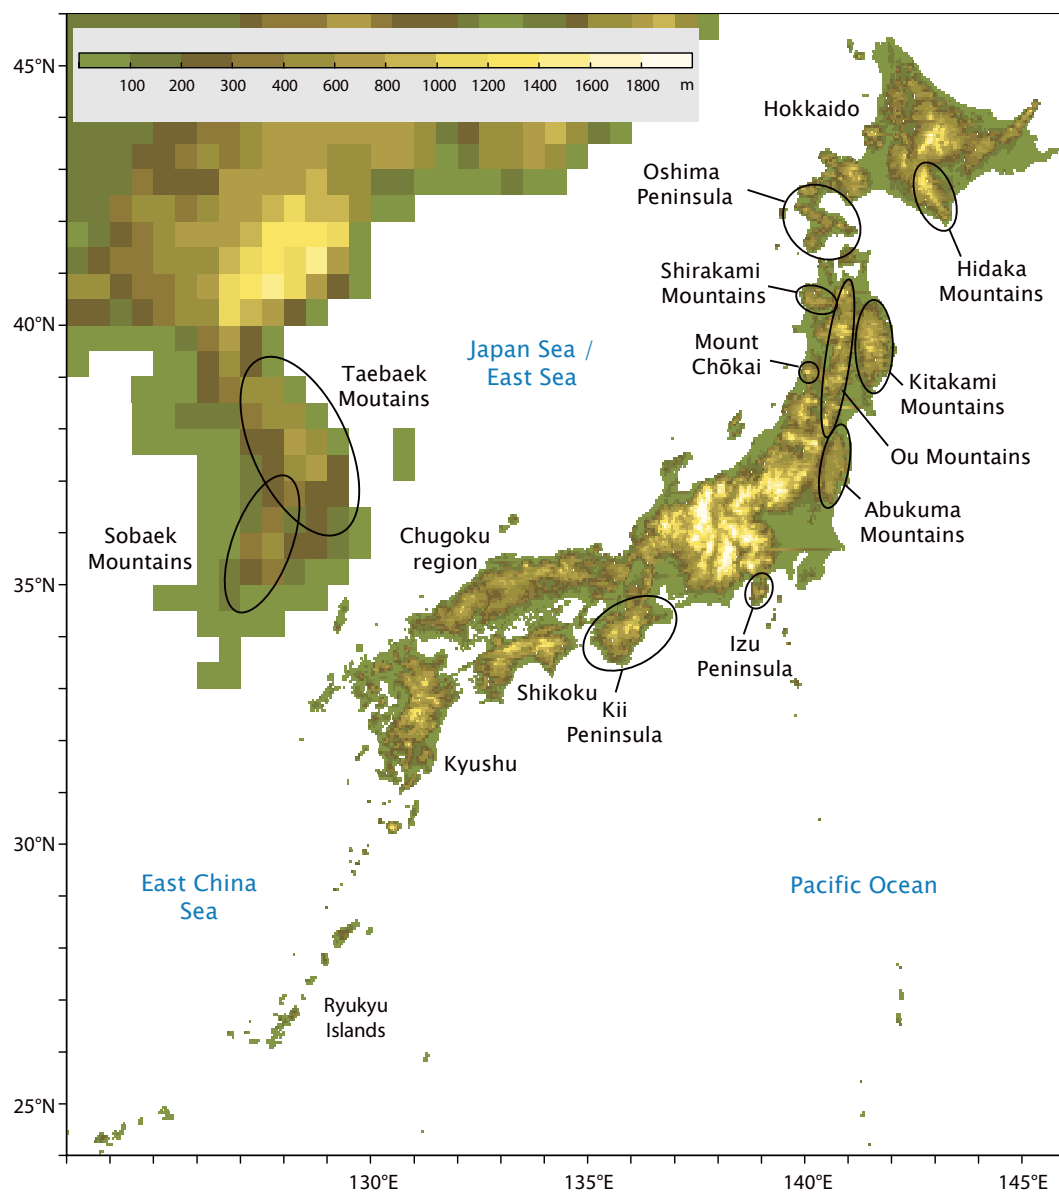 45°N
100 200 300 400 600 800 1000 1200 1400 1600 1800 m
Hokkaido
Oshima
Peninsula
Shirakami
Mountains
Hidaka
Mountains
40°N
Japan Sea /
East Sea
Mount
Chōkai
Taebaek
Moutains
Kitakami
Mountains
Ou Mountains
Abukuma
Mountains
Sobaek
Mountains
Chugoku
region
35°N
Izu
Peninsula
Shikoku
Kii
Peninsula
Kyushu
30°N
East China
Sea
Pacific Ocean
Ryukyu
Islands
25°N
130°E 135°E 140°E 145°E